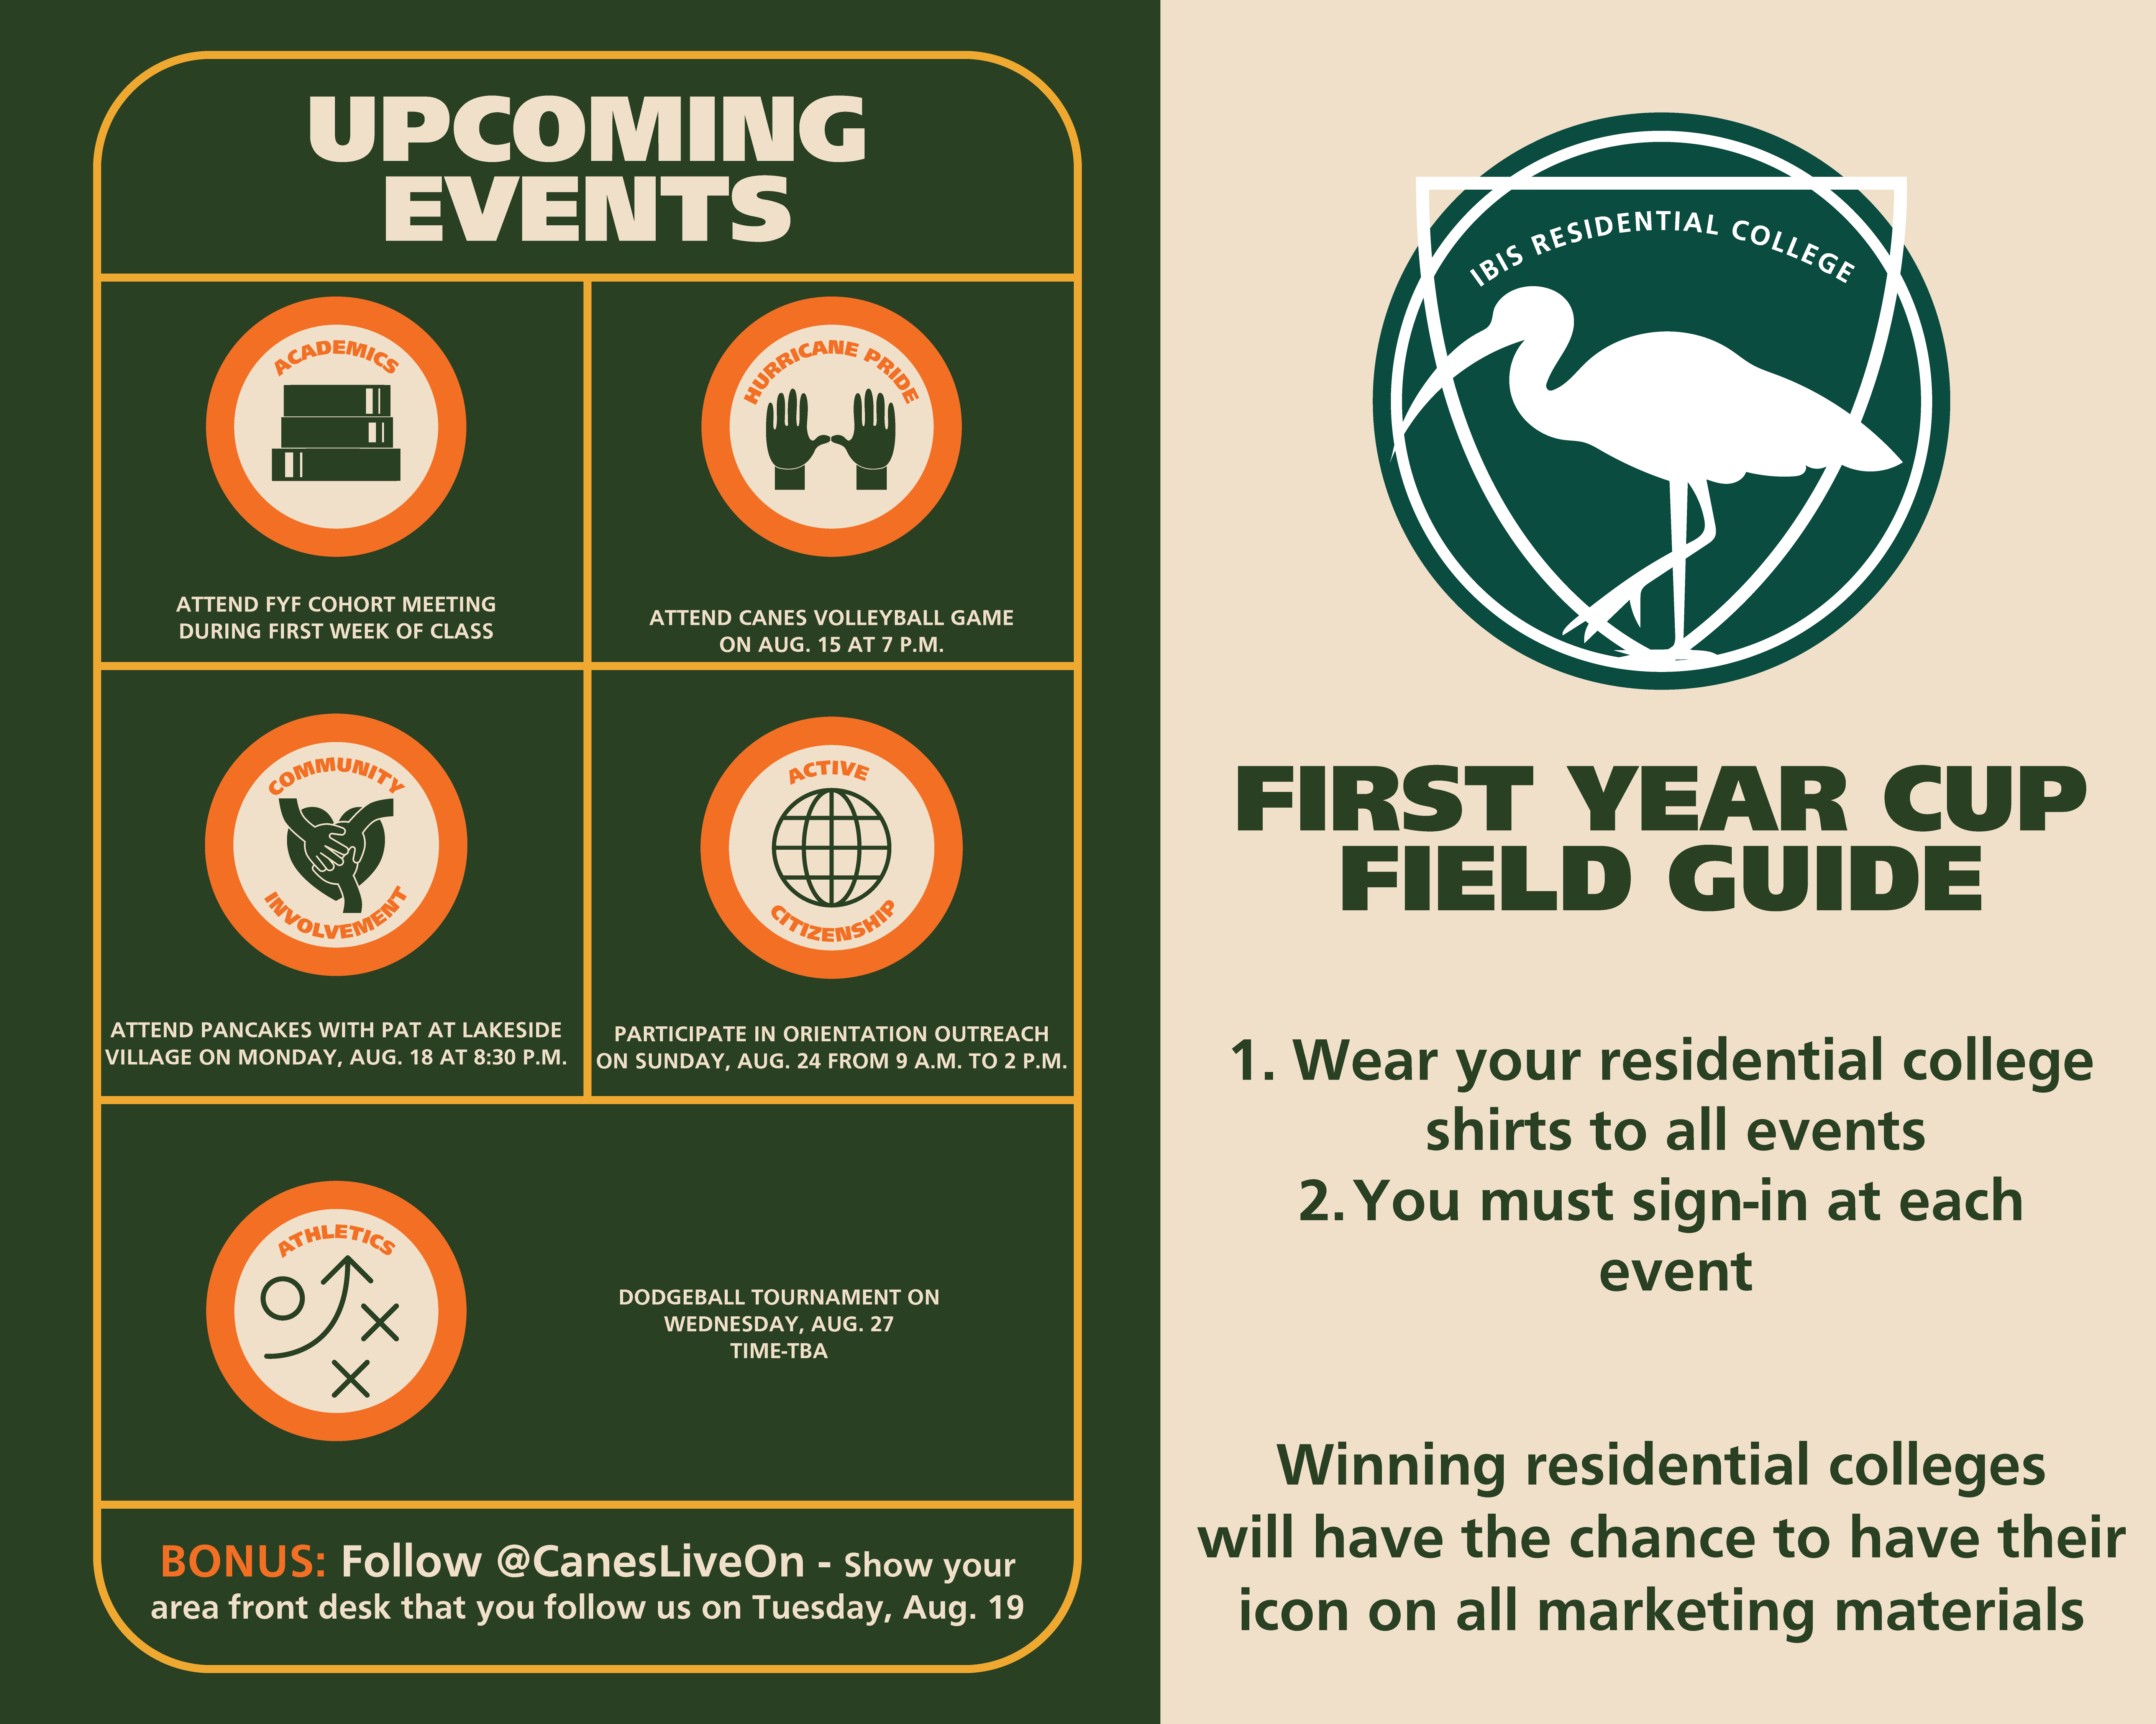 UPCOMING
EVENTS
ACADEMICS
ATTEND FYF COHORT MEETING
DURING FIRST WEEK OF CLASS
HURRICANE PRIDE
ATTEND CANES VOLLEYBALL GAME
ON AUG. 15 AT 7 P.M.
COMMUNITY
INVOLVEMENT
ATTEND PANCAKES WITH PAT AT LAKESIDE
VILLAGE ON MONDAY, AUG. 18 AT 8:30 P.M.
ACTIVE
CITIZENSHIP
PARTICIPATE IN ORIENTATION OUTREACH
ON SUNDAY, AUG. 24 FROM 9 A.M. TO 2 P.M.
ATHLETICS
DODGEBALL TOURNAMENT ON
WEDNESDAY, AUG. 27
TIME-TBA
BONUS: Follow @CanesLiveOn - Show your
area front desk that you follow us on Tuesday, Aug. 19
IBIS RESIDENTIAL COLLEGE
FIRST YEAR CUP
FIELD GUIDE
1. Wear your residential college
shirts to all events
2. You must sign-in at each
event
Winning residential colleges
will have the chance to have their
icon on all marketing materials